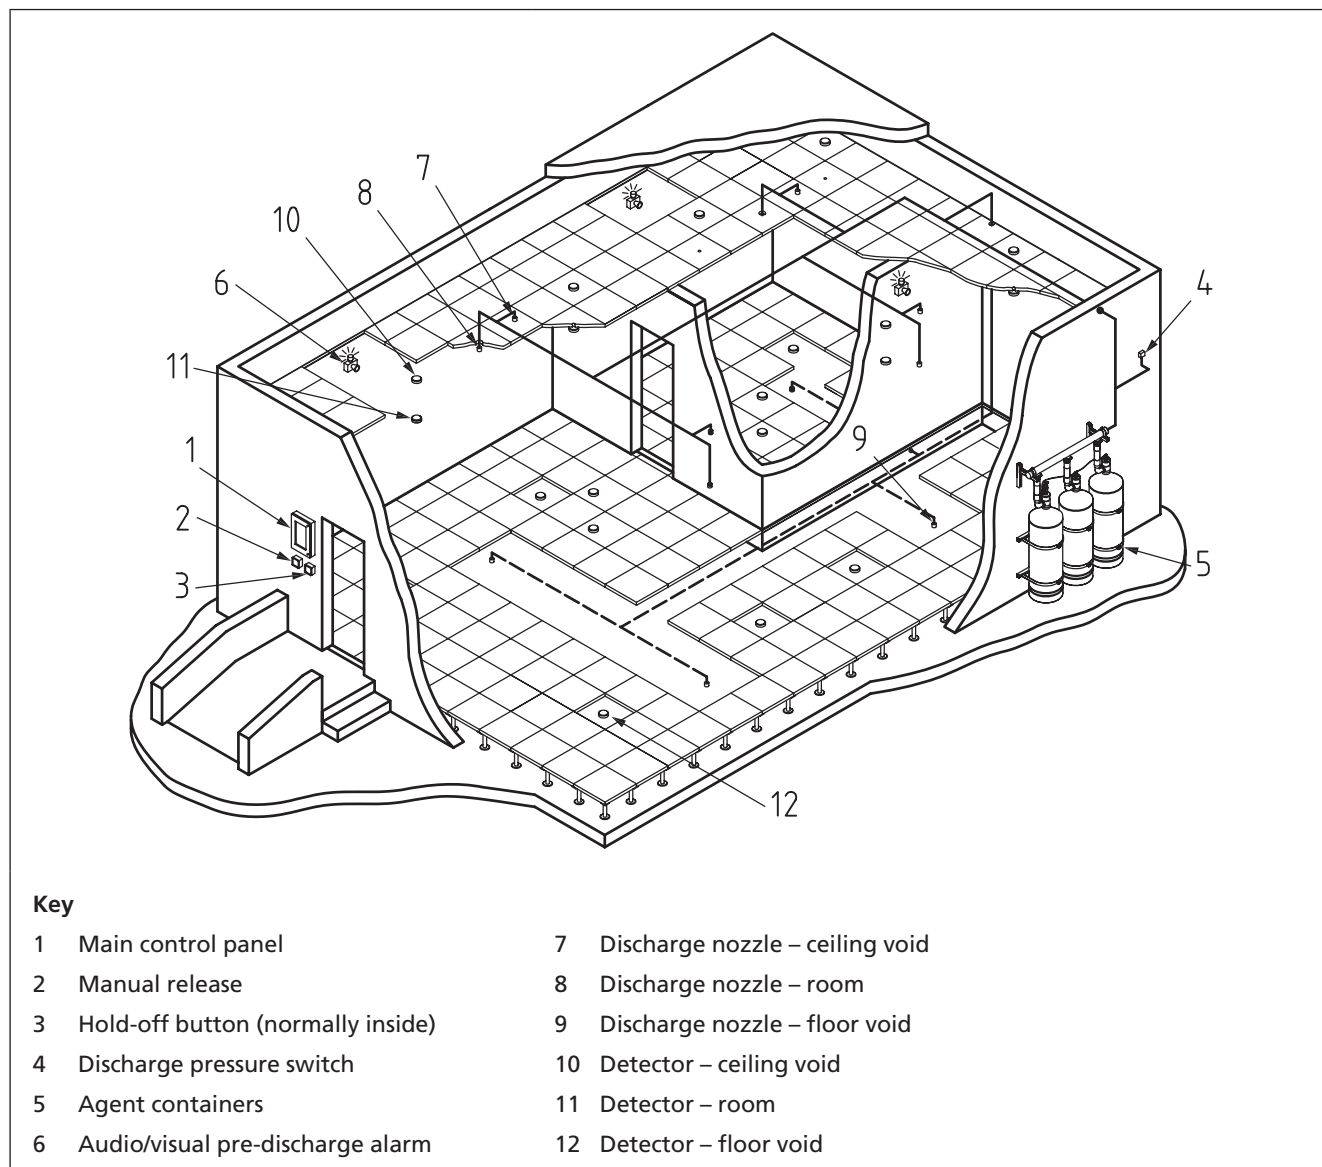 7
8
10
6
4
11
1
9
2
3
5
12
Key
1 Main control panel
2 Manual release
3 Hold-off button (normally inside)
4 Discharge pressure switch
5 Agent containers
6 Audio/visual pre-discharge alarm
7 Discharge nozzle – ceiling void
8 Discharge nozzle – room
9 Discharge nozzle – floor void
10 Detector – ceiling void
11 Detector – room
12 Detector – floor void